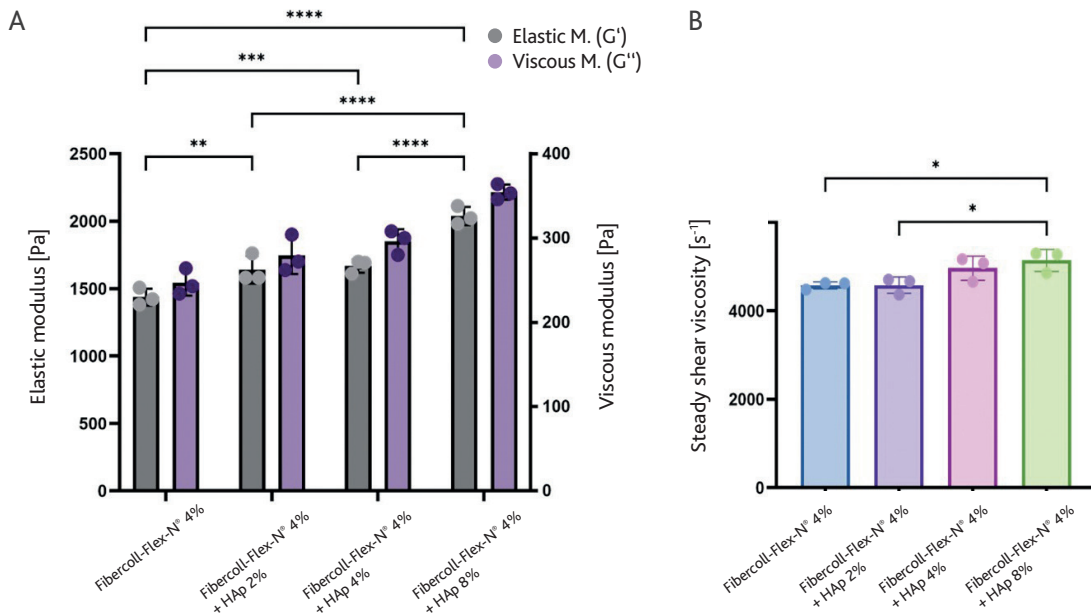 A
****
***
****
**
****
Elastic M. (G‘)
Viscous M. (G‘‘)
2500
2000
1500
1000
500
0
Elastic modulus [Pa]
400
300
200
100
0
Viscous modulus [Pa]
Fibercoll-Flex-N® 4%
Fibercoll-Flex-N® 4%
+ HAp 2%
Fibercoll-Flex-N® 4%
+ HAp 4%
Fibercoll-Flex-N® 4%
+ HAp 8%
B
*
*
6000
4000
2000
0
Steady shear viscosity [s⁻¹]
Fibercoll-Flex-N® 4%
Fibercoll-Flex-N® 4%
+ HAp 2%
Fibercoll-Flex-N® 4%
+ HAp 4%
Fibercoll-Flex-N® 4%
+ HAp 8%